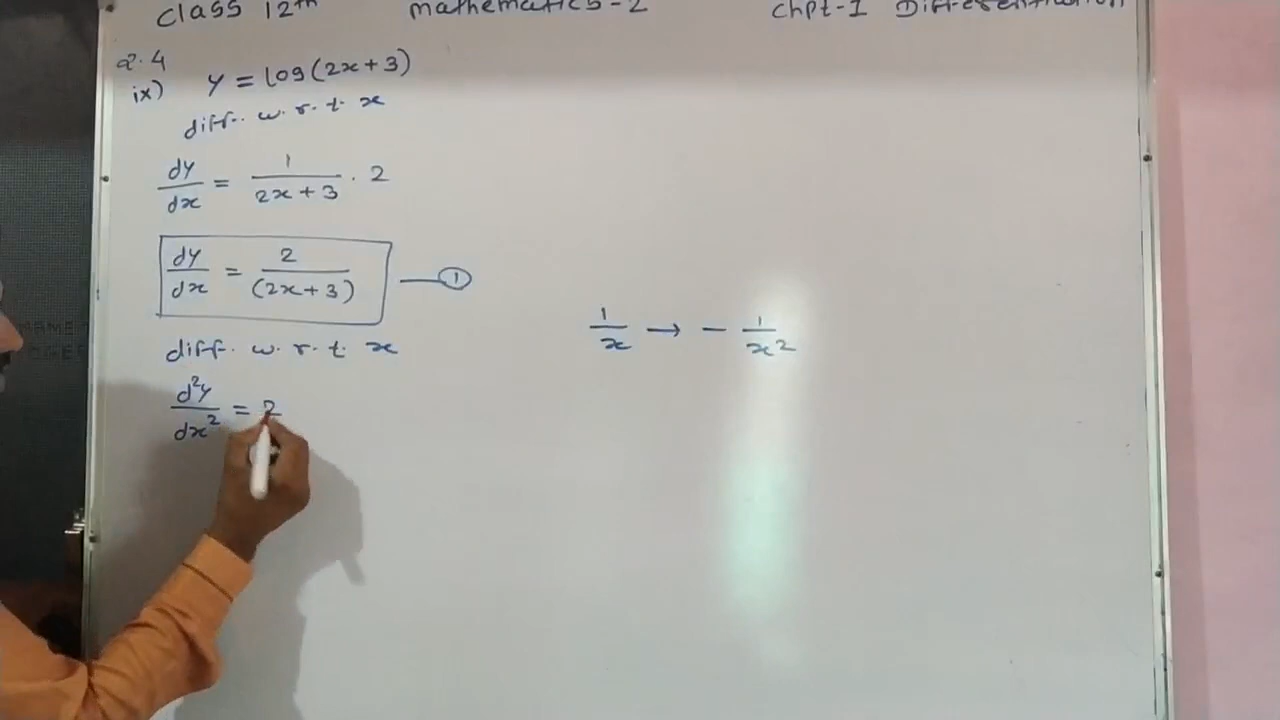 Class 12th mathematics-2 Chpt-1 Differentiation
Q.4
ix) y = log(2x+3)
diff. w.r.t. x
dy/dx = 1/(2x+3) . 2
dy/dx = 2/(2x+3) — ①
diff. w.r.t. x
1/x → - 1/x²
d²y/dx² = 2